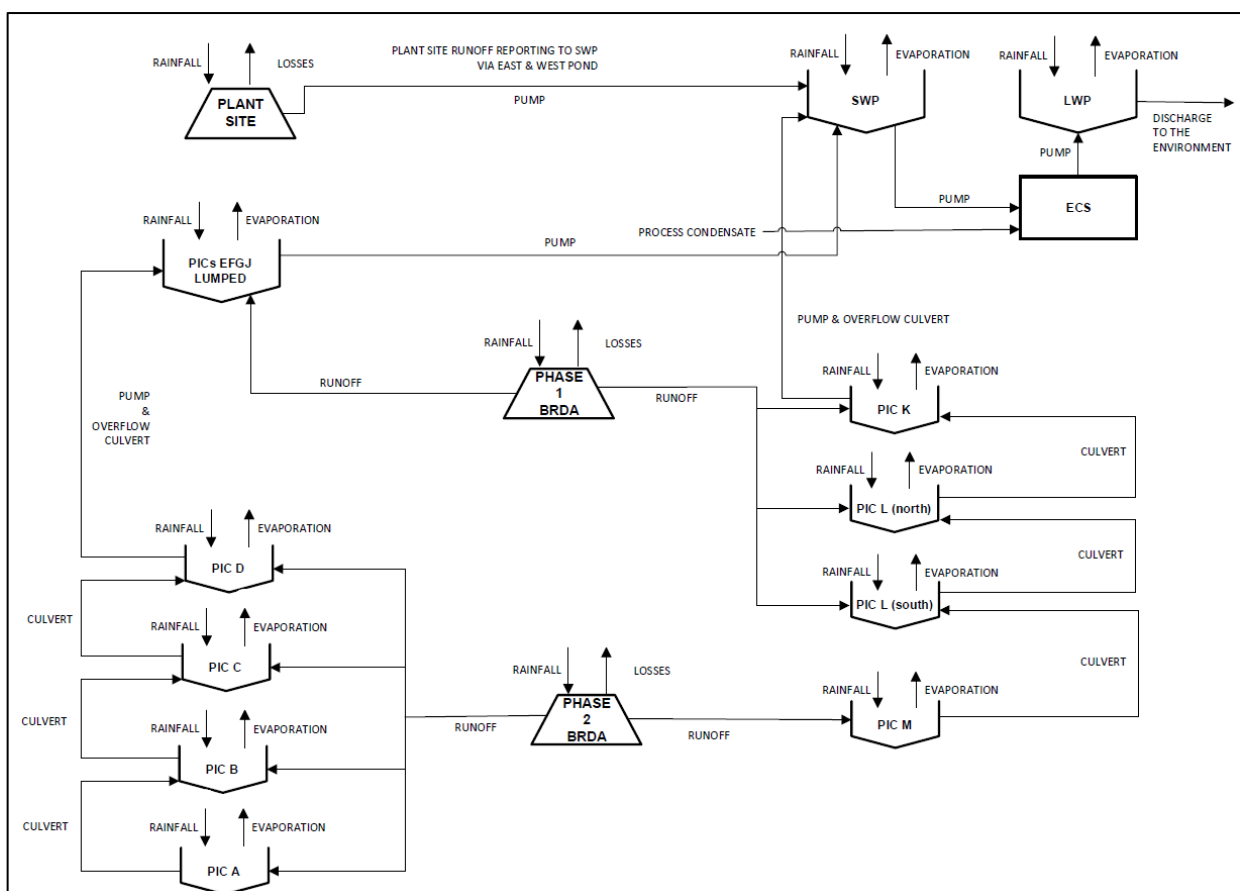 RAINFALL
LOSSES
PLANT
SITE
PLANT SITE RUNOFF REPORTING TO SWP
VIA EAST & WEST POND
PUMP
RAINFALL
EVAPORATION
SWP
RAINFALL
EVAPORATION
LWP
DISCHARGE
TO THE
ENVIRONMENT
PUMP
PUMP
ECS
PROCESS CONDENSATE
RAINFALL
EVAPORATION
PICs EFGJ
LUMPED
PUMP
PUMP & OVERFLOW CULVERT
RAINFALL
LOSSES
PHASE
1
BRDA
RUNOFF
RUNOFF
PUMP
&
OVERFLOW
CULVERT
RAINFALL
EVAPORATION
PIC K
CULVERT
RAINFALL
EVAPORATION
PIC L (north)
CULVERT
RAINFALL
EVAPORATION
PIC L (south)
CULVERT
RAINFALL
EVAPORATION
PIC M
RAINFALL
EVAPORATION
PIC D
CULVERT
RAINFALL
EVAPORATION
PIC C
CULVERT
RAINFALL
EVAPORATION
PIC B
CULVERT
RAINFALL
EVAPORATION
PIC A
RAINFALL
LOSSES
PHASE
2
BRDA
RUNOFF
RUNOFF